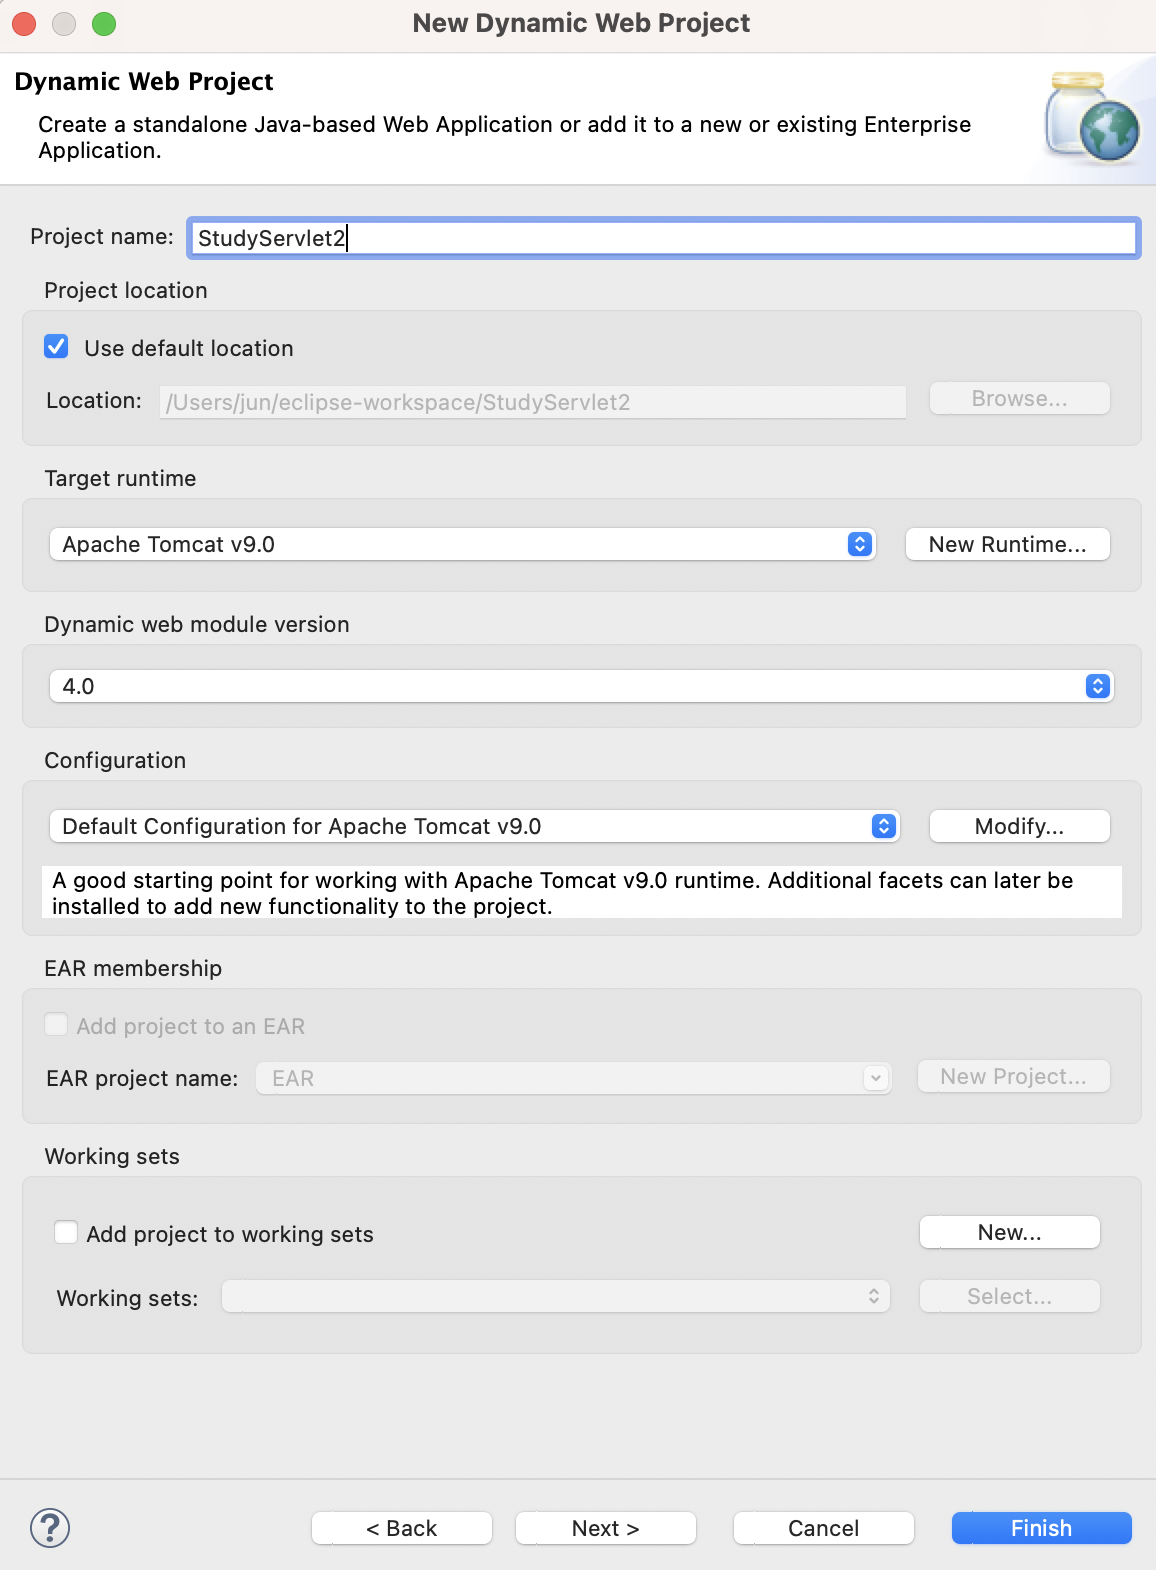 New Dynamic Web Project
Dynamic Web Project
Create a standalone Java-based Web Application or add it to a new or existing Enterprise
Application.
Project name: StudyServlet2
Project location
Use default location
Location: /Users/jun/eclipse-workspace/StudyServlet2 Browse...
Target runtime
Apache Tomcat v9.0 New Runtime...
Dynamic web module version
4.0
Configuration
Default Configuration for Apache Tomcat v9.0 Modify...
A good starting point for working with Apache Tomcat v9.0 runtime. Additional facets can later be
installed to add new functionality to the project.
EAR membership
Add project to an EAR
EAR project name: EAR New Project...
Working sets
Add project to working sets New...
Working sets: Select...
? < Back Next > Cancel Finish